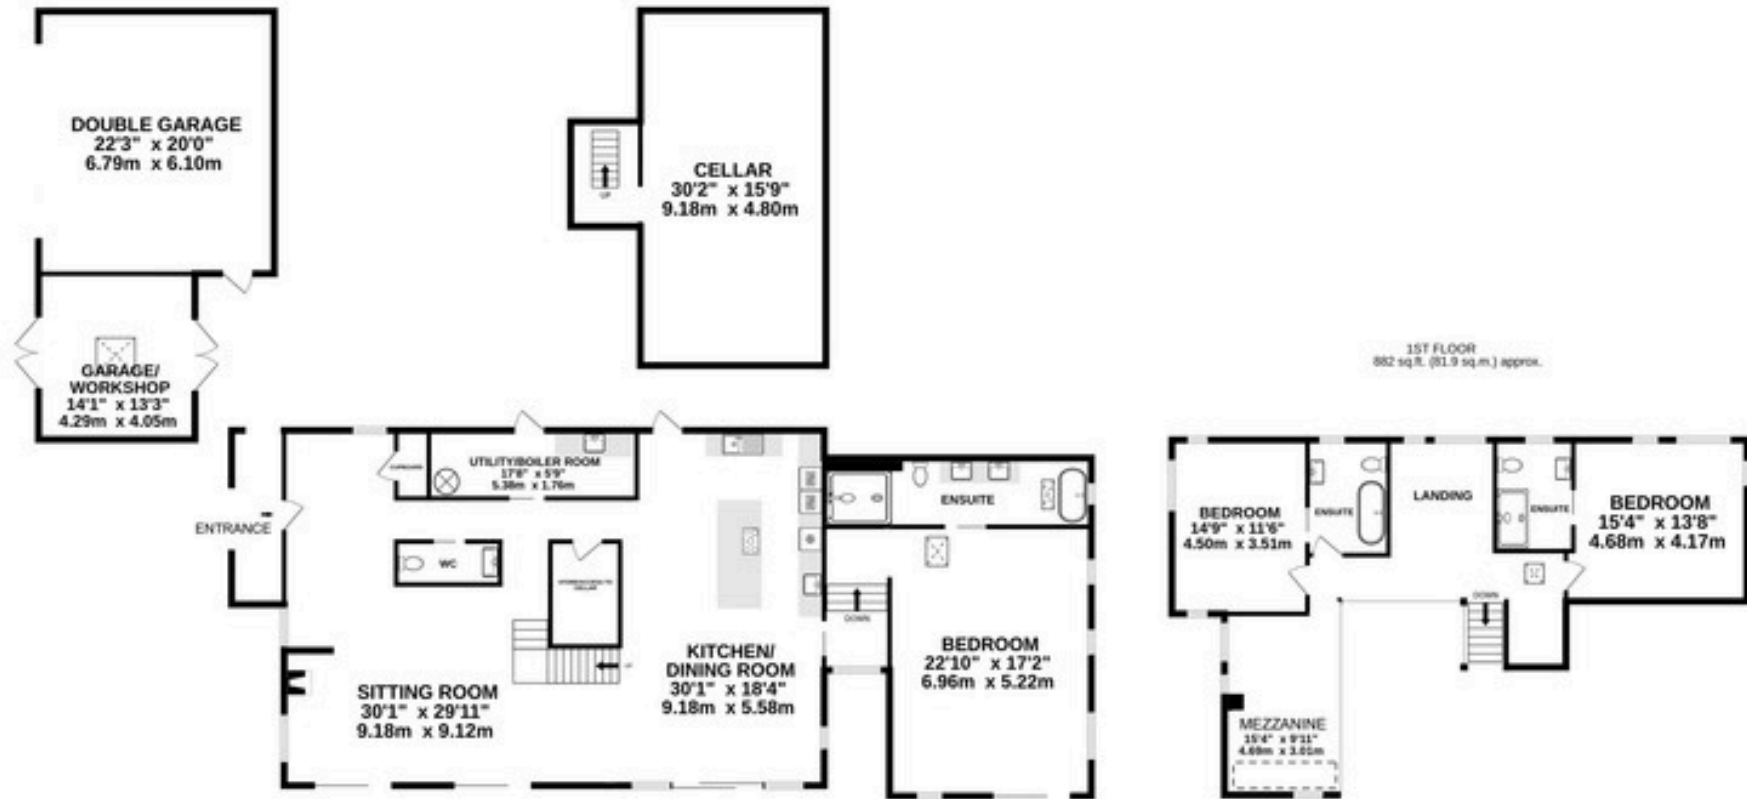 DOUBLE GARAGE
22'3" x 20'0"
6.79m x 6.10m
GARAGE/
WORKSHOP
14'1" x 13'3"
4.29m x 4.05m
UP
CELLAR
30'2" x 15'9"
9.18m x 4.80m
1ST FLOOR
882 sq.ft. (81.9 sq.m.) approx.
ENTRANCE
CUPBOARD
UTILITY/BOILER ROOM
17'8" x 5'9"
5.38m x 1.76m
WC
CELLAR
UP
SITTING ROOM
30'1" x 29'11"
9.18m x 9.12m
KITCHEN/
DINING ROOM
30'1" x 18'4"
9.18m x 5.58m
ENSUITE
DOWN
BEDROOM
22'10" x 17'2"
6.96m x 5.22m
BEDROOM
14'9" x 11'6"
4.50m x 3.51m
ENSUITE
LANDING
ENSUITE
BEDROOM
15'4" x 13'8"
4.68m x 4.17m
DOWN
MEZZANINE
15'4" x 9'11"
4.69m x 3.01m